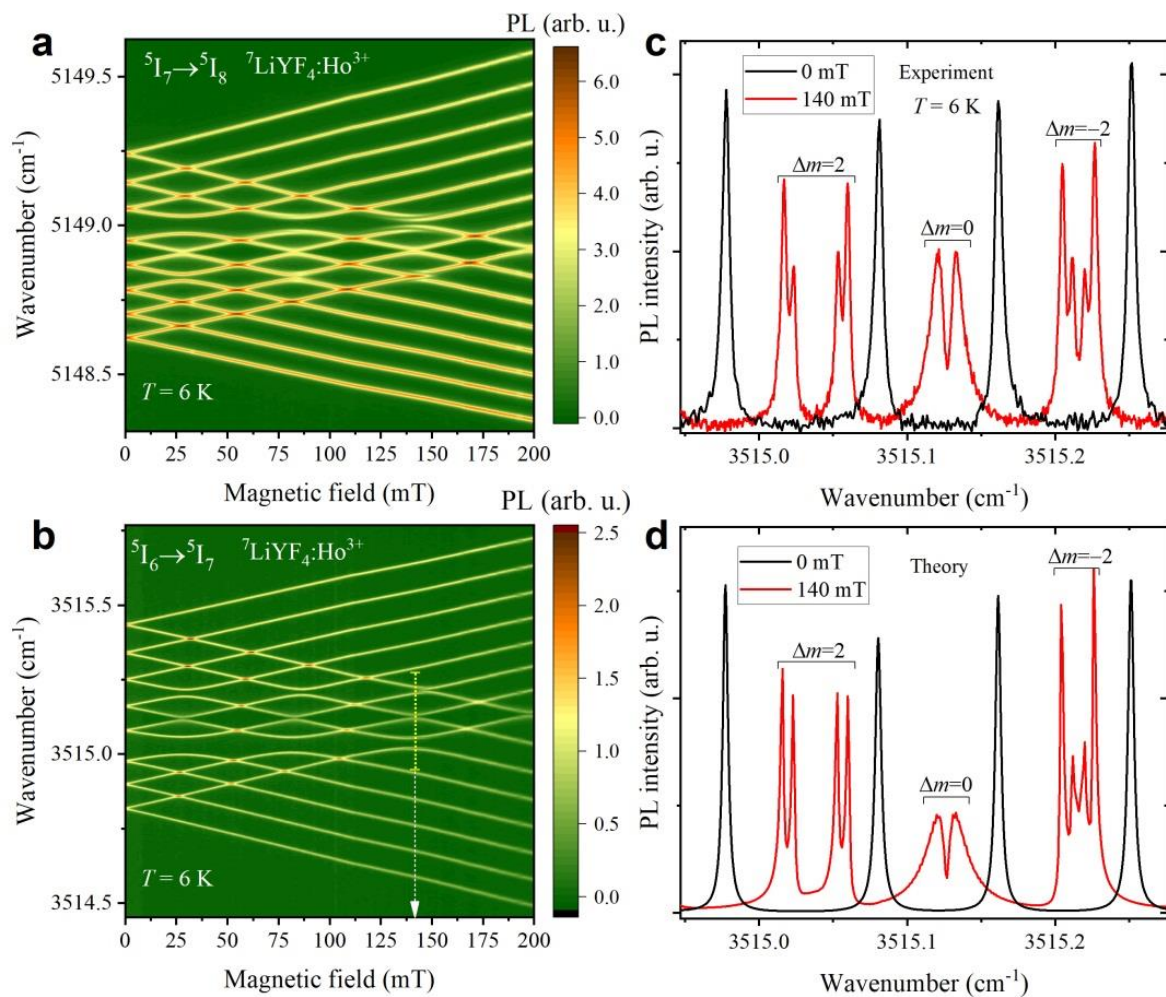 a
PL (arb. u.)
⁵I₇→⁵I₈ ⁷LiYF₄:Ho³⁺
T = 6 K
Wavenumber (cm⁻¹)
5149.5
5149.0
5148.5
0 25 50 75 100 125 150 175 200
Magnetic field (mT)
6.0
5.0
4.0
3.0
2.0
1.0
0.0
b
PL (arb. u.)
⁵I₆→⁵I₇ ⁷LiYF₄:Ho³⁺
T = 6 K
Wavenumber (cm⁻¹)
3515.5
3515.0
3514.5
0 25 50 75 100 125 150 175 200
Magnetic field (mT)
2.5
2.0
1.5
1.0
0.5
0.0
c
0 mT
140 mT
Experiment
T = 6 K
Δm=2
Δm=0
Δm=−2
PL intensity (arb. u.)
3515.0 3515.1 3515.2
Wavenumber (cm⁻¹)
d
0 mT
140 mT
Theory
Δm=2
Δm=0
Δm=−2
PL intensity (arb. u.)
3515.0 3515.1 3515.2
Wavenumber (cm⁻¹)